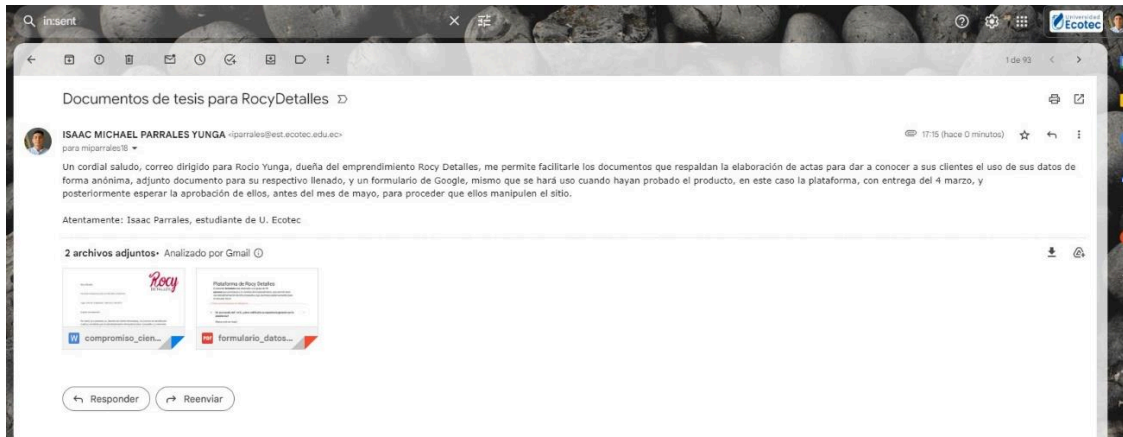 in:sent
Universidad
Ecotec
1 de 93
Documentos de tesis para RocyDetalles
ISAAC MICHAEL PARRALES YUNGA <iparrales@est.ecotec.edu.ec>
17:15 (hace 0 minutos)
para miparrales18
Un cordial saludo, correo dirigido para Rocio Yunga, dueña del emprendimiento Rocy Detalles, me permite facilitarle los documentos que respaldan la elaboración de actas para dar a conocer a sus clientes el uso de sus datos de
forma anónima, adjunto documento para su respectivo llenado, y un formulario de Google, mismo que se hará uso cuando hayan probado el producto, en este caso la plataforma, con entrega del 4 marzo, y
posteriormente esperar la aprobación de ellos, antes del mes de mayo, para proceder que ellos manipulen el sitio.
Atentamente: Isaac Parrales, estudiante de U. Ecotec
2 archivos adjuntos• Analizado por Gmail
Rocy
Plataforma de Rocy Detalles
W compromiso_cien...
PDF formulario_datos...
Responder
Reenviar